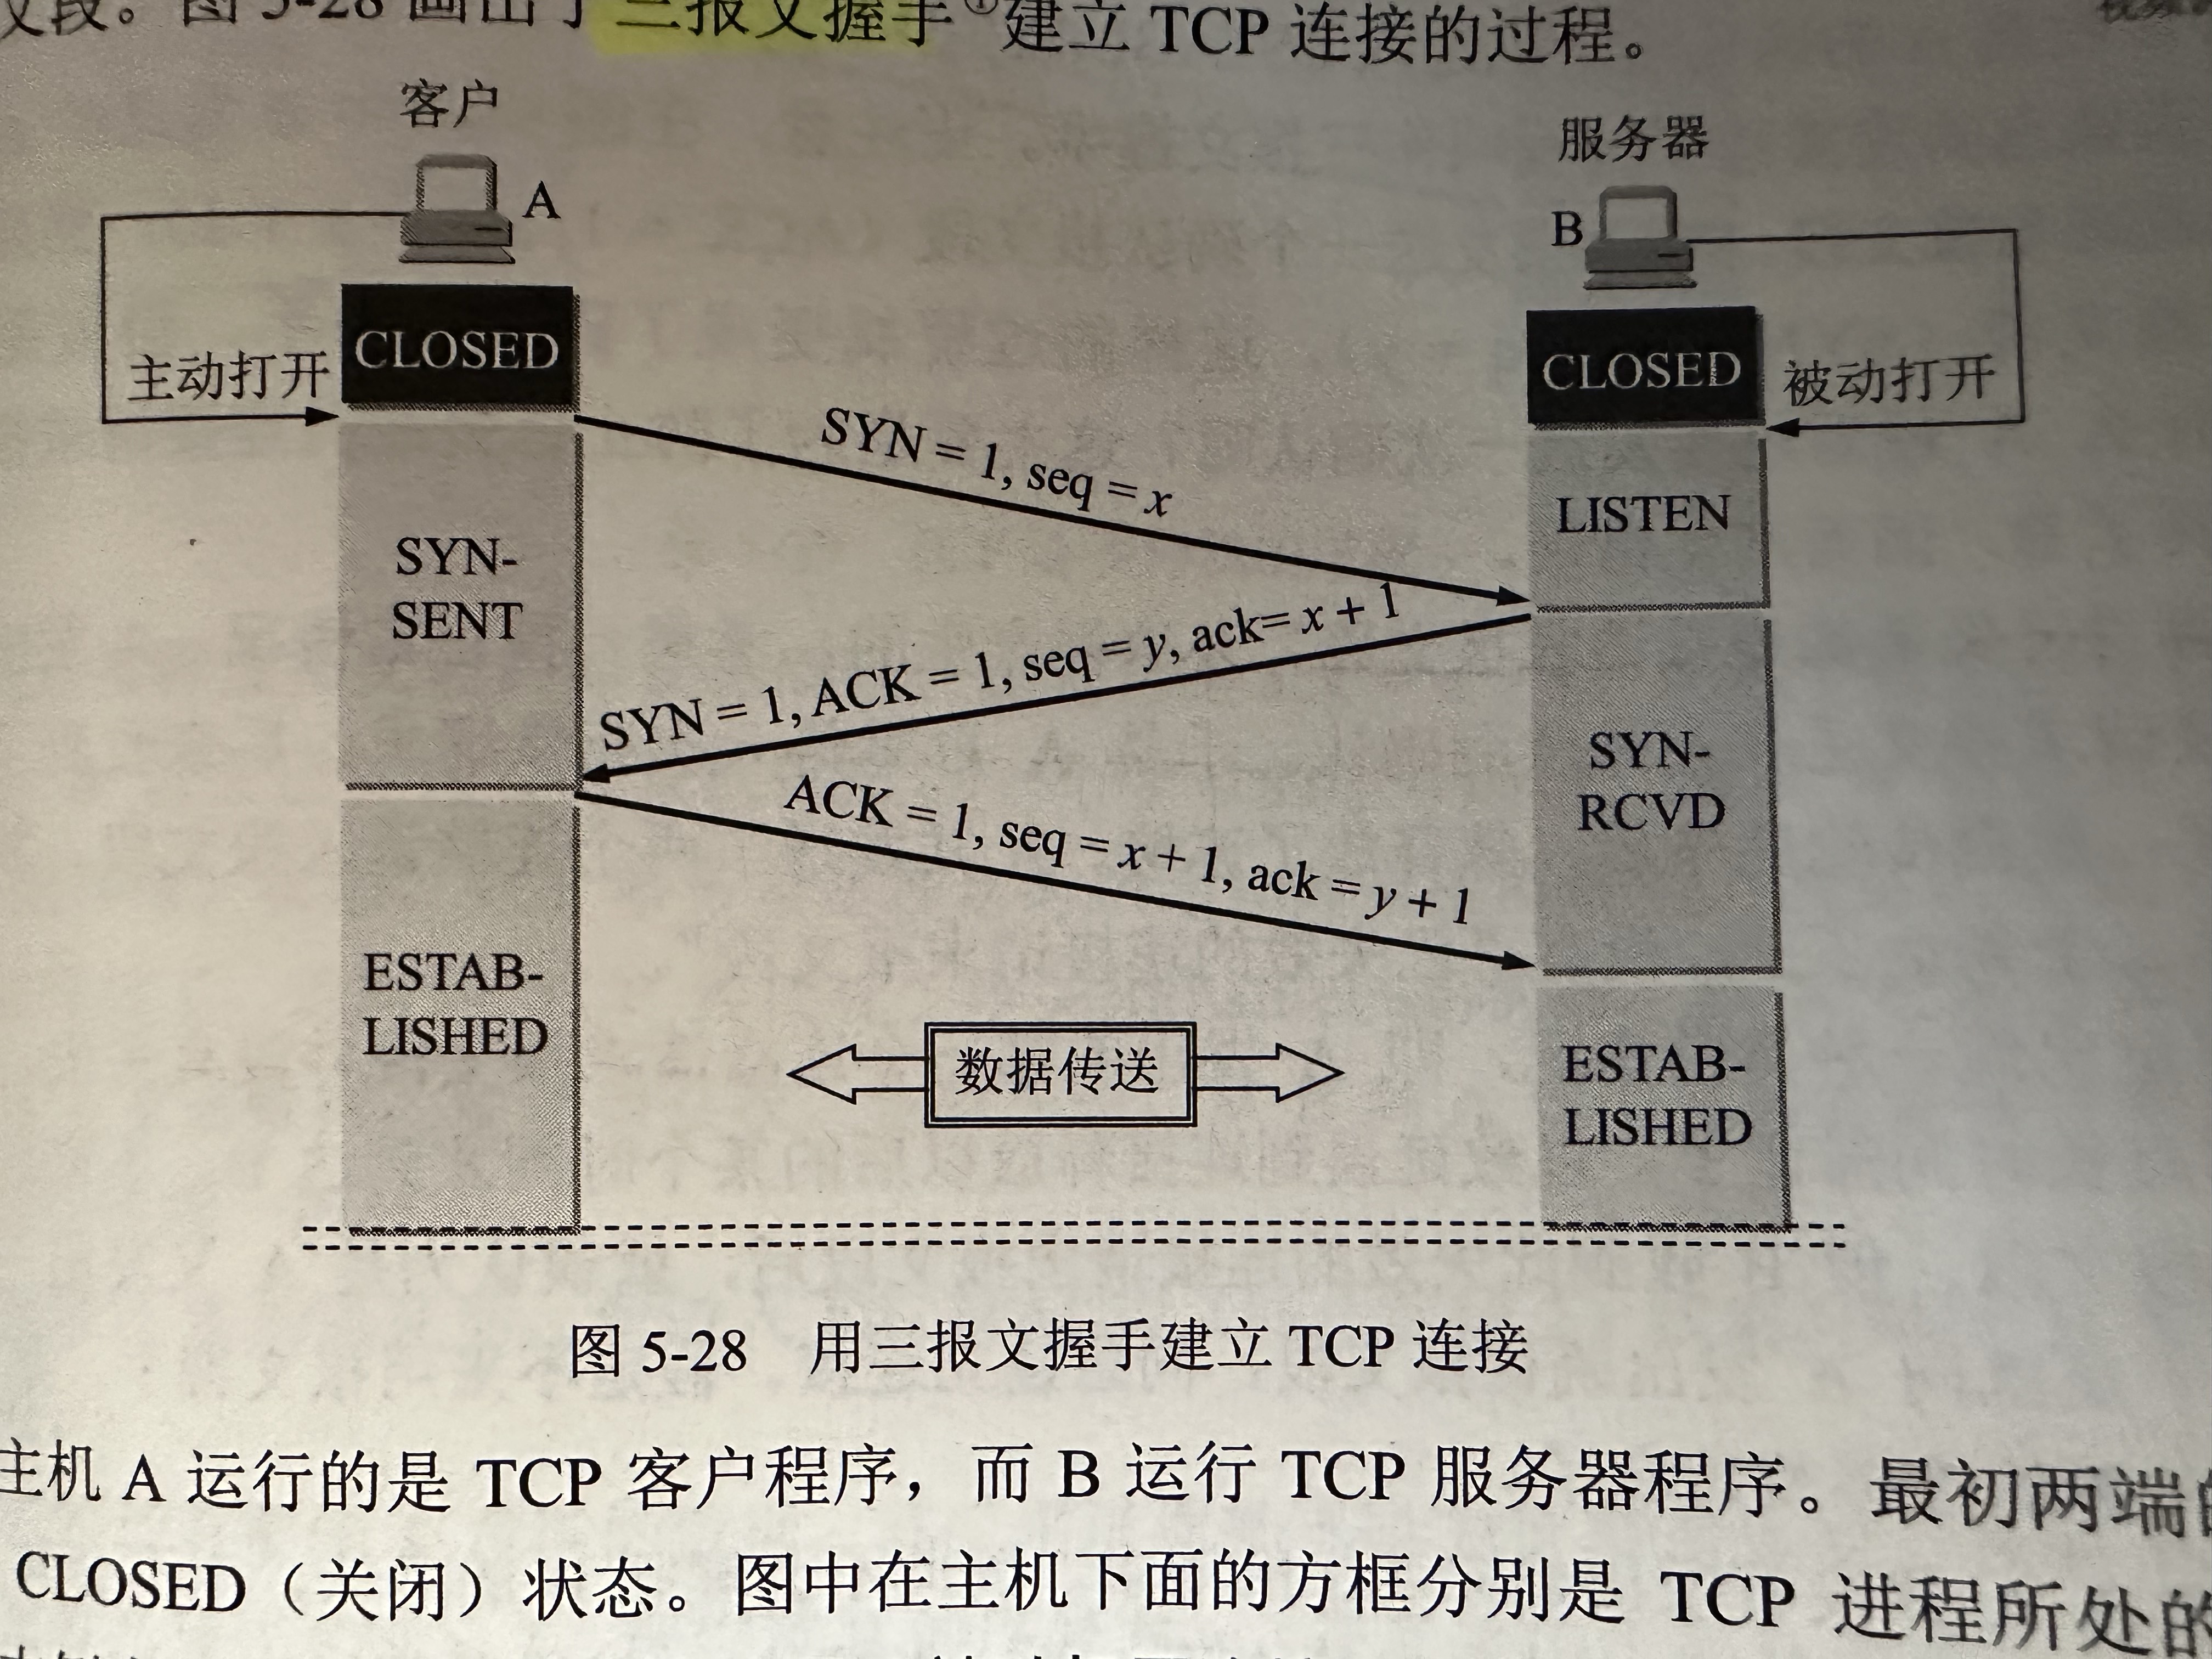 文段。图 5-28 画出了三报文握手①建立 TCP 连接的过程。
客户
服务器
A
B
CLOSED
CLOSED
主动打开
被动打开
SYN = 1, seq = x
LISTEN
SYN-
SENT
SYN = 1, ACK = 1, seq = y, ack= x + 1
SYN-
RCVD
ACK = 1, seq = x + 1, ack = y + 1
ESTAB-
LISHED
数据传送
ESTAB-
LISHED
图 5-28 用三报文握手建立 TCP 连接
主机 A 运行的是 TCP 客户程序，而 B 运行 TCP 服务器程序。最初两端
CLOSED（关闭）状态。图中在主机下面的方框分别是 TCP 进程所处的